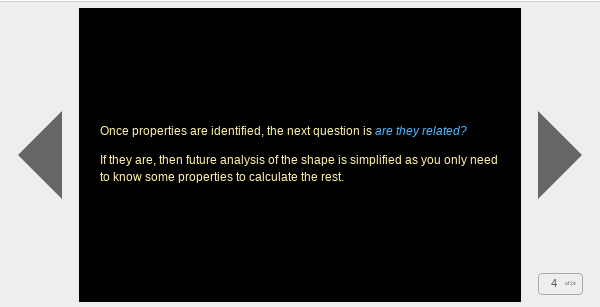 Once properties are identified, the next question is are they related?
If they are, then future analysis of the shape is simplified as you only need
to know some properties to calculate the rest.
4 of 24